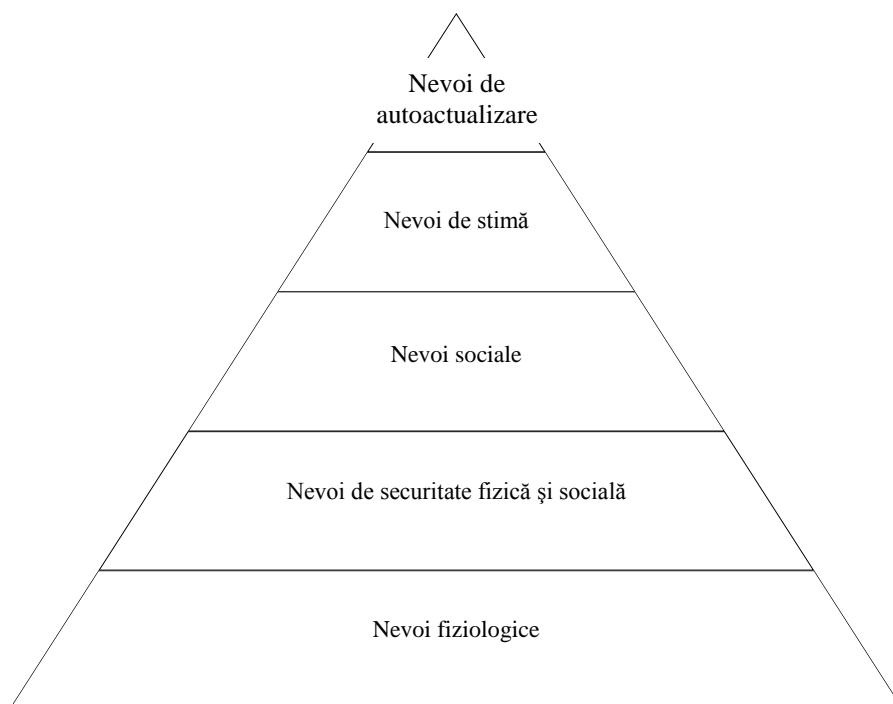 Nevoi de
autoactualizare
Nevoi de stimă
Nevoi sociale
Nevoi de securitate fizică şi socială
Nevoi fiziologice